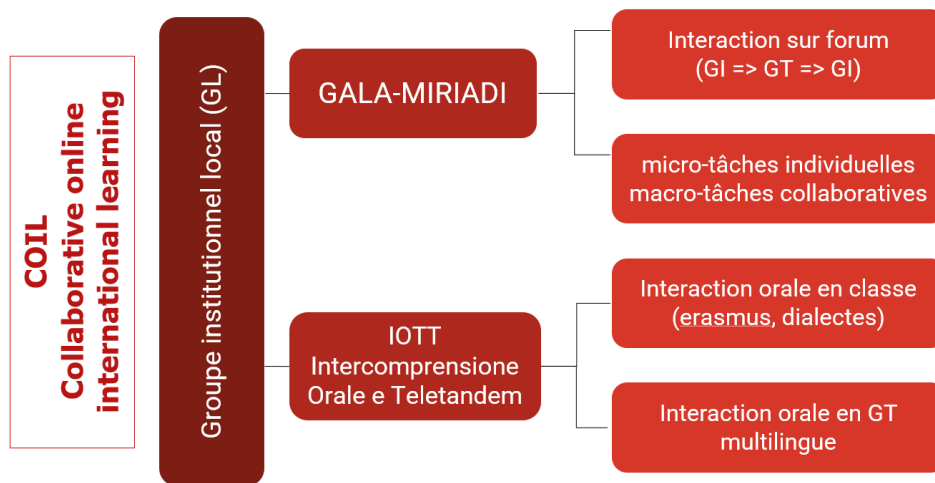 COIL
Collaborative online
international learning
Groupe institutionnel local (GL)
GALA-MIRIADI
Interaction sur forum
(GI => GT => GI)
micro-tâches individuelles
macro-tâches collaboratives
IOTT
Intercomprensione
Orale e Teletandem
Interaction orale en classe
(erasmus, dialectes)
Interaction orale en GT
multilingue